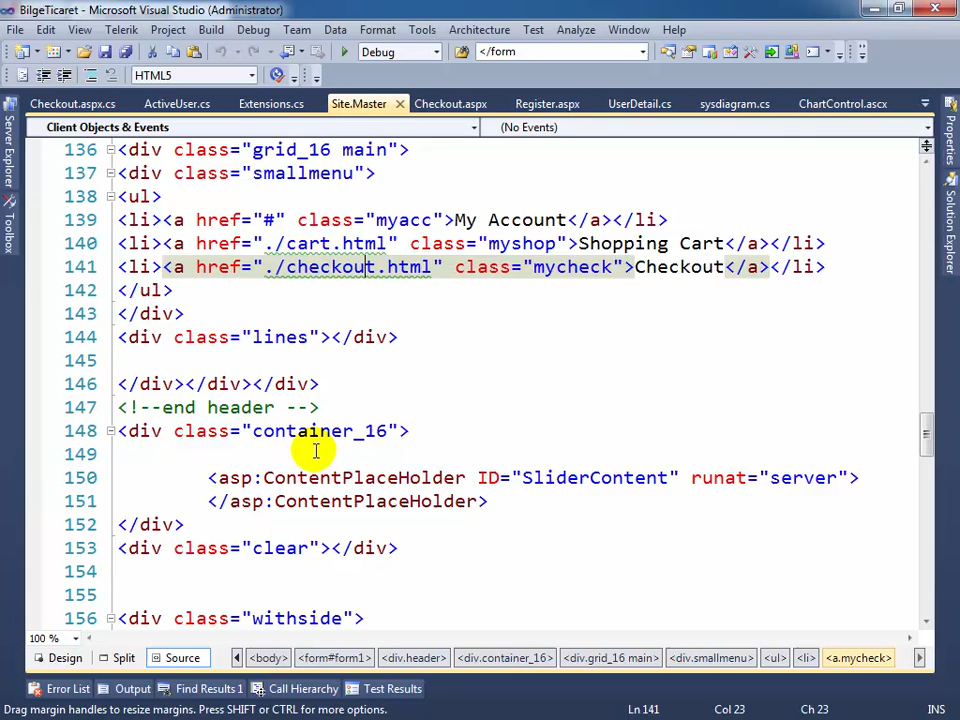 BilgeTicaret - Microsoft Visual Studio (Administrator)
File Edit View Telerik Project Build Debug Team Data Format Tools Architecture Test Analyze Window Help
Debug </form
HTML5
Checkout.aspx.cs ActiveUser.cs Extensions.cs Site.Master Checkout.aspx Register.aspx UserDetail.cs sysdiagram.cs ChartControl.ascx
Client Objects & Events (No Events)
Server Explorer
Toolbox
Properties
Solution Explorer
136 <div class="grid_16 main">
137 <div class="smallmenu">
138 <ul>
139 <li><a href="#" class="myacc">My Account</a></li>
140 <li><a href="./cart.html" class="myshop">Shopping Cart</a></li>
141 <li><a href="./checkout.html" class="mycheck">Checkout</a></li>
142 </ul>
143 </div>
144 <div class="lines"></div>
145
146 </div></div></div>
147 <!--end header -->
148 <div class="container_16">
149
150 <asp:ContentPlaceHolder ID="SliderContent" runat="server">
151 </asp:ContentPlaceHolder>
152 </div>
153 <div class="clear"></div>
154
155
156 <div class="withside">
100 %
Design Split Source <body> <form#form1> <div.header> <div.container_16> <div.grid_16 main> <div.smallmenu> <ul> <li> <a.mycheck>
Error List Output Find Results 1 Call Hierarchy Test Results
Drag margin handles to resize margins. Press SHIFT or CTRL for more options. Ln 141 Col 23 Ch 23 INS